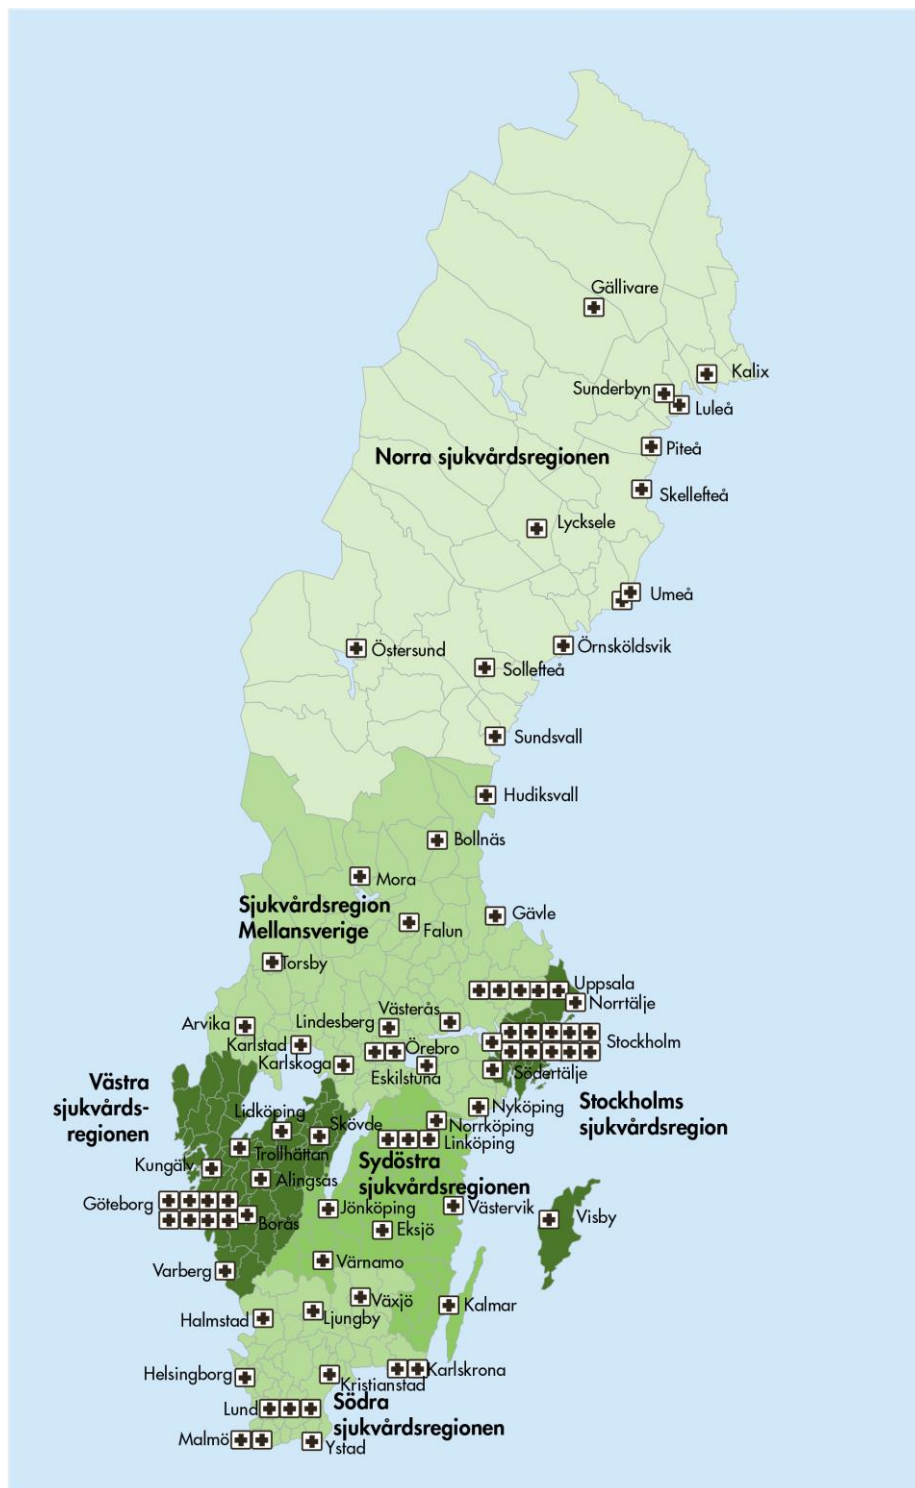 Gällivare
Kalix
Sunderbyn
Luleå
Piteå
Norra sjukvårdsregionen
Skellefteå
Lycksele
Umeå
Örnsköldsvik
Östersund
Sollefteå
Sundsvall
Hudiksvall
Bollnäs
Mora
Sjukvårdsregion
Mellansverige
Gävle
Falun
Torsby
Uppsala
Norrtälje
Västerås
Lindesberg
Arvika
Karlstad
Örebro
Stockholm
Karlskoga
Eskilstuna
Södertälje
Västra
sjukvårds-
regionen
Stockholms
sjukvårdsregion
Nyköping
Lidköping
Skövde
Norrköping
Linköping
Trollhättan
Kungälv
Sydöstra
sjukvårdsregionen
Alingsås
Göteborg
Borås
Jönköping
Västervik
Visby
Eksjö
Värnamo
Varberg
Växjö
Kalmar
Ljungby
Halmstad
Karlskrona
Helsingborg
Kristianstad
Södra
sjukvårdsregionen
Lund
Malmö
Ystad